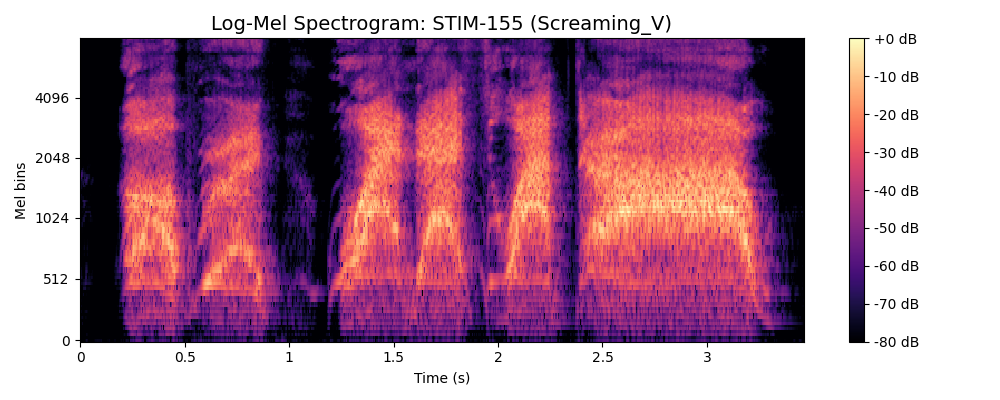 Log-Mel Spectrogram: STIM-155 (Screaming_V)
+0 dB
-10 dB
-20 dB
-30 dB
-40 dB
-50 dB
-60 dB
-70 dB
-80 dB
Mel bins
4096
2048
1024
512
0
0 0.5 1 1.5 2 2.5 3
Time (s)